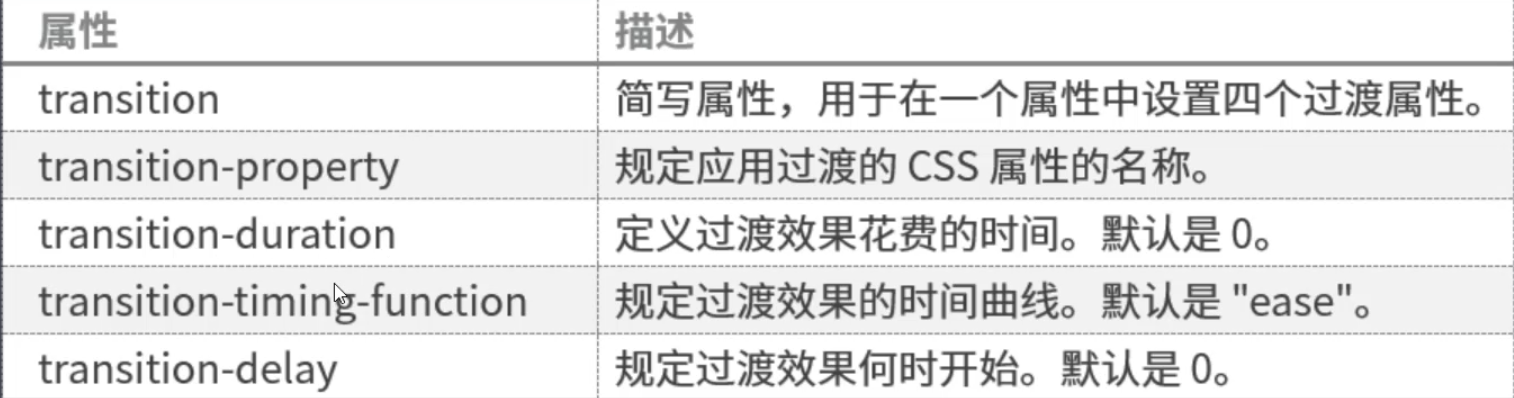 属性 描述
transition 简写属性，用于在一个属性中设置四个过渡属性。
transition-property 规定应用过渡的 CSS 属性的名称。
transition-duration 定义过渡效果花费的时间。默认是 0。
transition-timing-function 规定过渡效果的时间曲线。默认是 "ease"。
transition-delay 规定过渡效果何时开始。默认是 0。